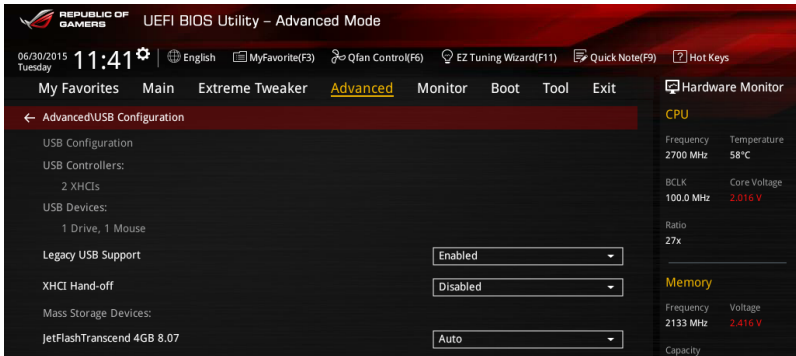 REPUBLIC OF
GAMERS
UEFI BIOS Utility – Advanced Mode
06/30/2015
Tuesday
11:41
English
MyFavorite(F3)
Qfan Control(F6)
EZ Tuning Wizard(F11)
Quick Note(F9)
? Hot Keys
My Favorites Main Extreme Tweaker Advanced Monitor Boot Tool Exit
Hardware Monitor
← Advanced\USB Configuration
USB Configuration
USB Controllers:
2 XHCIs
USB Devices:
1 Drive, 1 Mouse
Legacy USB Support Enabled
XHCI Hand-off Disabled
Mass Storage Devices:
JetFlashTranscend 4GB 8.07 Auto
CPU
Frequency Temperature
2700 MHz 58°C
BCLK Core Voltage
100.0 MHz 2.016 V
Ratio
27x
Memory
Frequency Voltage
2133 MHz 2.416 V
Capacity